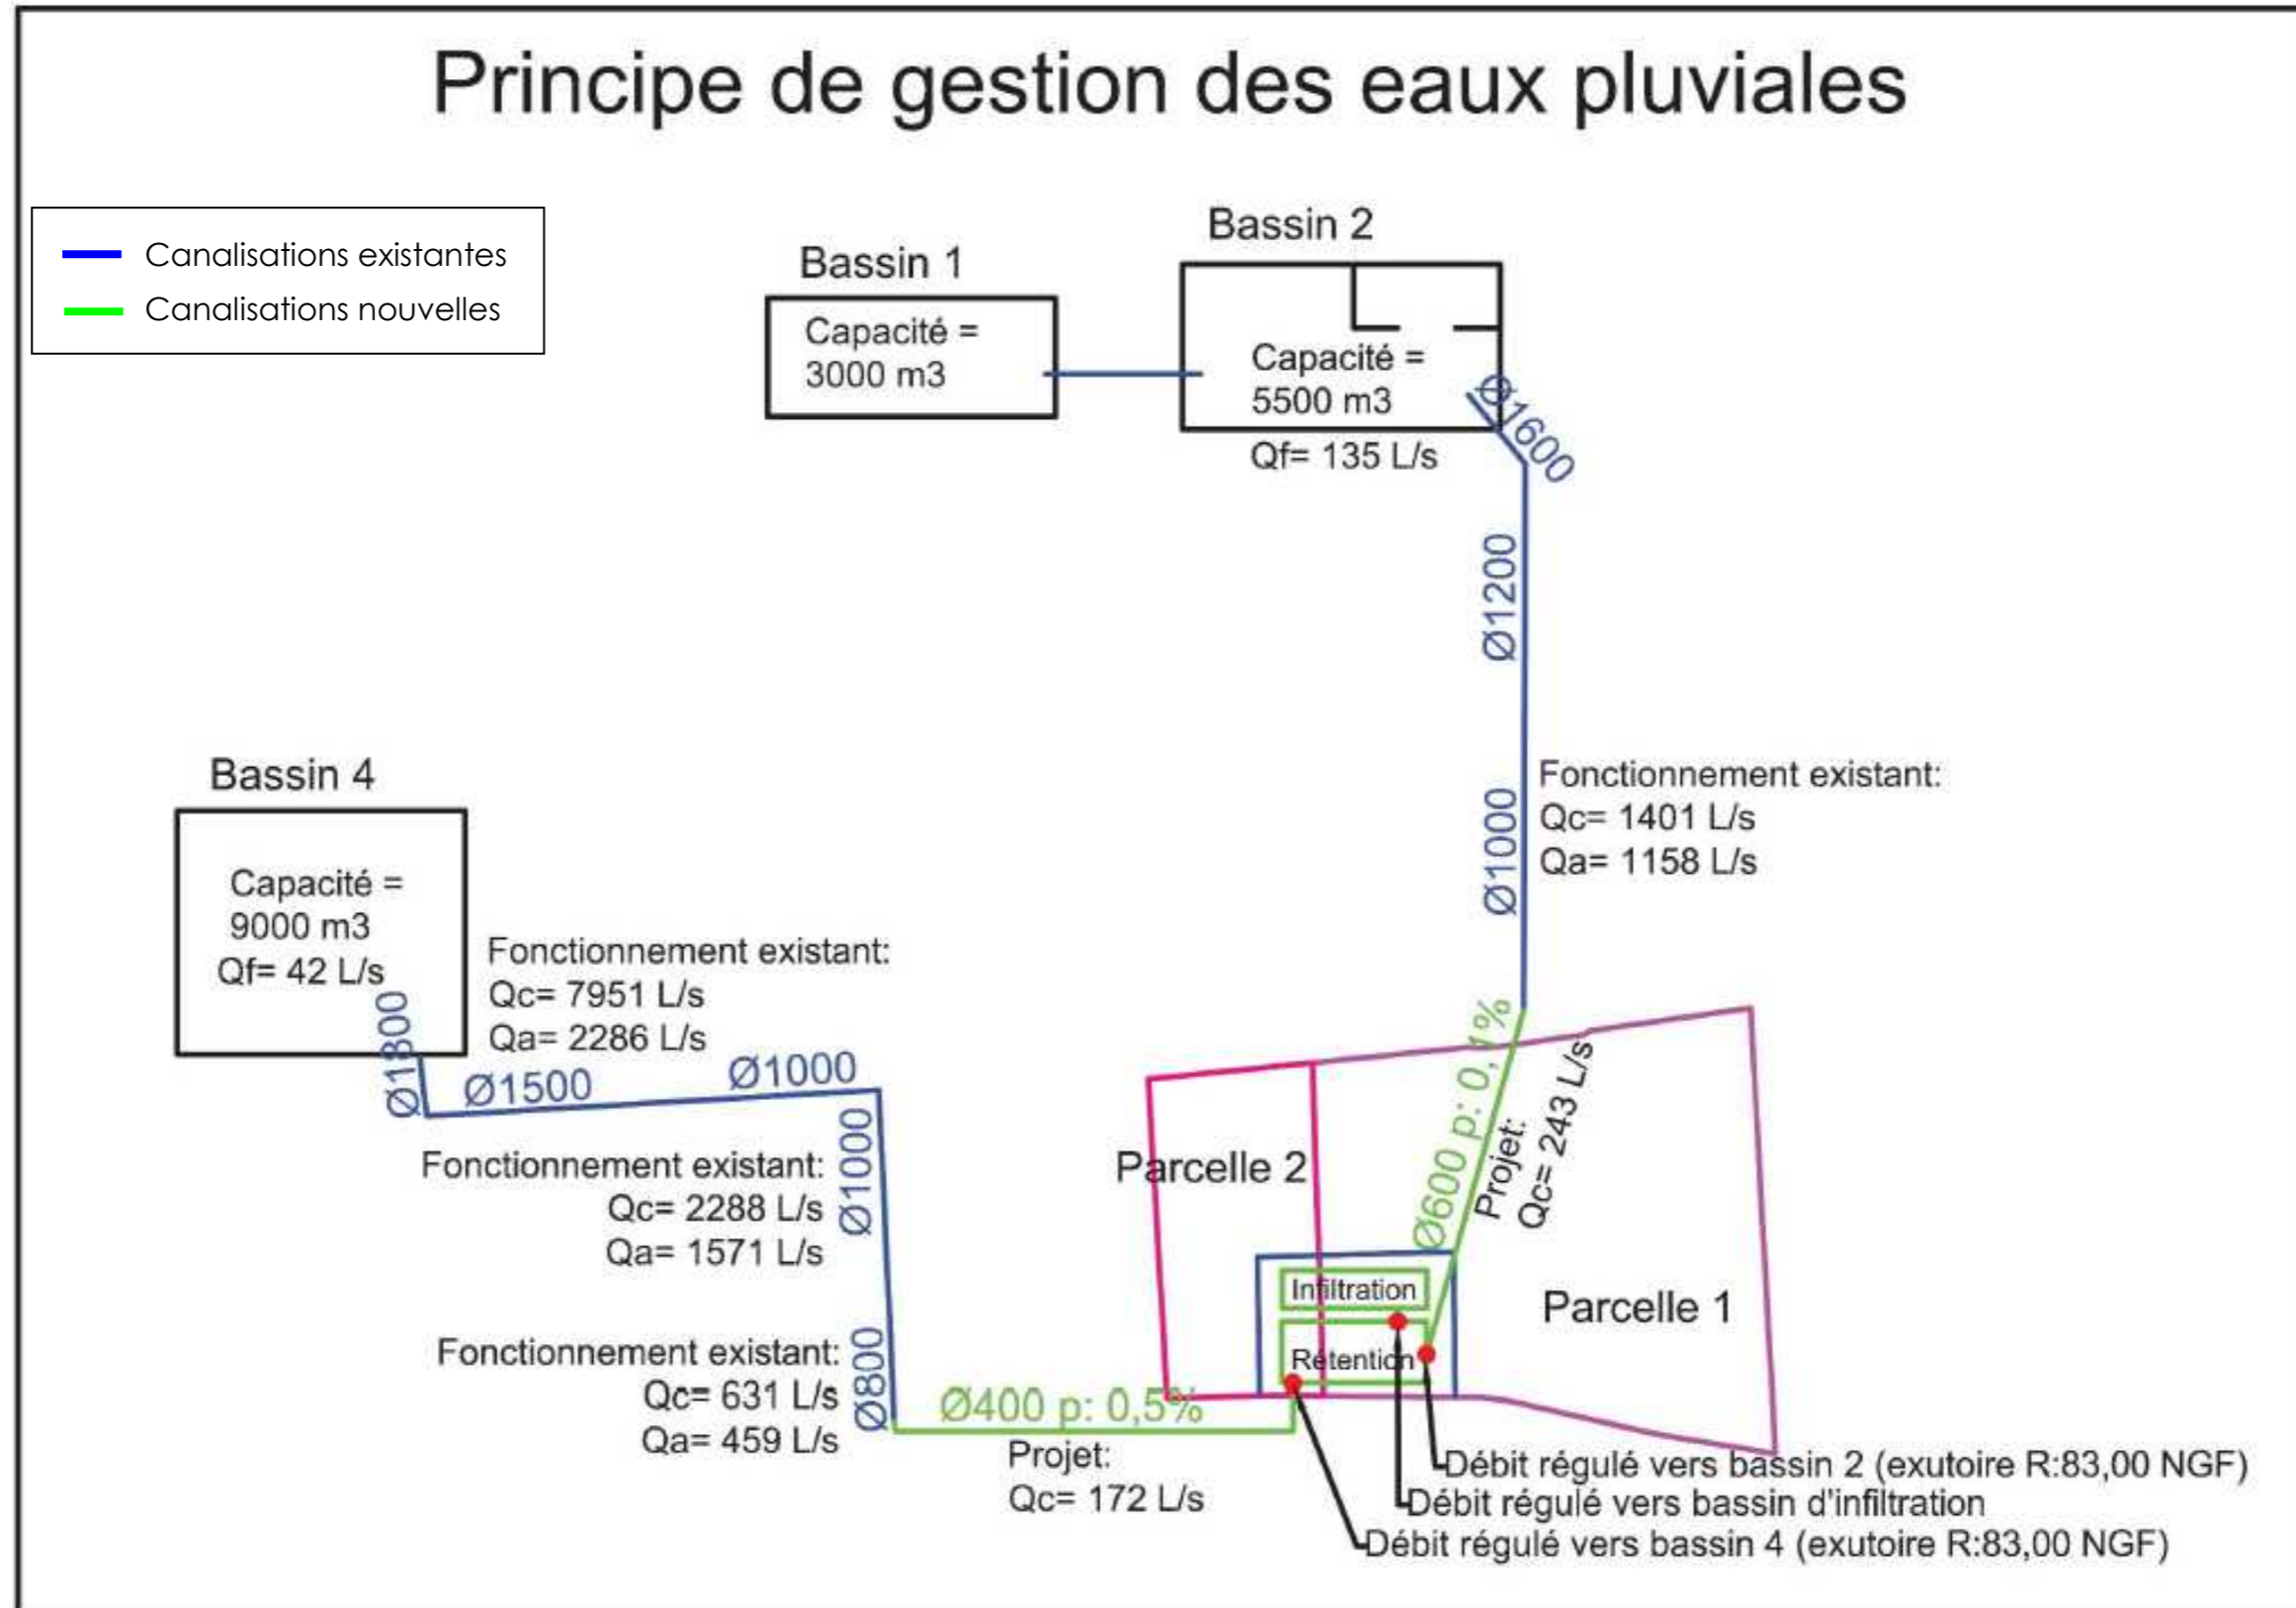 Principe de gestion des eaux pluviales
Canalisations existantes
Canalisations nouvelles
Bassin 1
Capacité =
3000 m3
Bassin 2
Capacité =
5500 m3
Qf= 135 L/s
Ø1600
Ø1200
Ø1000
Fonctionnement existant:
Qc= 1401 L/s
Qa= 1158 L/s
Bassin 4
Capacité =
9000 m3
Qf= 42 L/s
Ø1800
Fonctionnement existant:
Qc= 7951 L/s
Qa= 2286 L/s
Ø1500
Ø1000
Ø1000
Fonctionnement existant:
Qc= 2288 L/s
Qa= 1571 L/s
Fonctionnement existant:
Qc= 631 L/s
Qa= 459 L/s
Ø800
Ø400 p: 0,5%
Projet:
Qc= 172 L/s
Parcelle 2
Ø600 p: 0,1%
Projet:
Qc= 243 L/s
Parcelle 1
Infiltration
Rétention
Débit régulé vers bassin 2 (exutoire R:83,00 NGF)
Débit régulé vers bassin d'infiltration
Débit régulé vers bassin 4 (exutoire R:83,00 NGF)